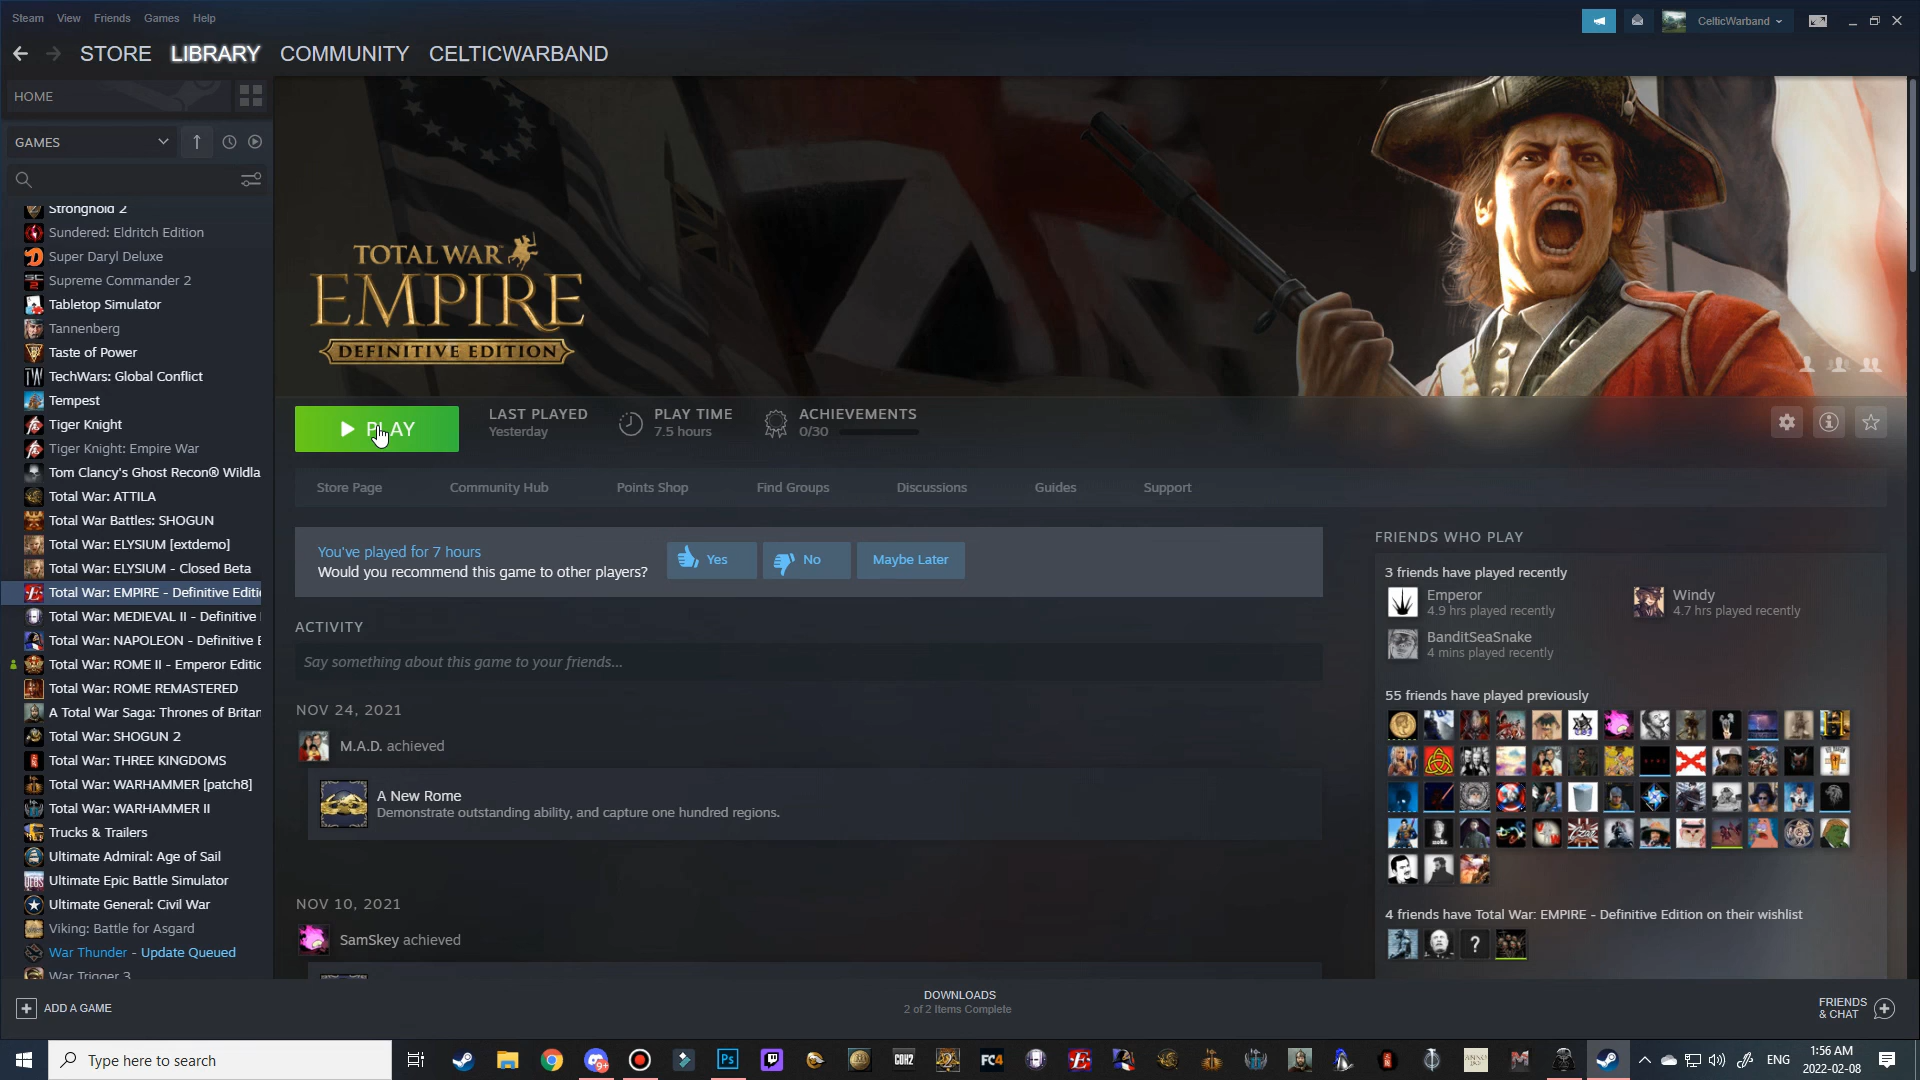 Steam View Friends Games Help
CelticWarband
STORE LIBRARY COMMUNITY CELTICWARBAND
HOME
GAMES
Stronghold 2
Sundered: Eldritch Edition
Super Daryl Deluxe
Supreme Commander 2
Tabletop Simulator
Tannenberg
Taste of Power
TechWars: Global Conflict
Tempest
Tiger Knight
Tiger Knight: Empire War
Tom Clancy's Ghost Recon® Wildla
Total War: ATTILA
Total War Battles: SHOGUN
Total War: ELYSIUM [extdemo]
Total War: ELYSIUM - Closed Beta
Total War: EMPIRE - Definitive Editi
Total War: MEDIEVAL II - Definitive
Total War: NAPOLEON - Definitive E
Total War: ROME II - Emperor Editic
Total War: ROME REMASTERED
A Total War Saga: Thrones of Britan
Total War: SHOGUN 2
Total War: THREE KINGDOMS
Total War: WARHAMMER [patch8]
Total War: WARHAMMER II
Trucks & Trailers
Ultimate Admiral: Age of Sail
Ultimate Epic Battle Simulator
Ultimate General: Civil War
Viking: Battle for Asgard
War Thunder - Update Queued
War Trigger 3
TOTAL WAR
EMPIRE
DEFINITIVE EDITION
PLAY
LAST PLAYED
Yesterday
PLAY TIME
7.5 hours
ACHIEVEMENTS
0/30
Store Page Community Hub Points Shop Find Groups Discussions Guides Support
You've played for 7 hours
Would you recommend this game to other players?
Yes No Maybe Later
ACTIVITY
Say something about this game to your friends...
NOV 24, 2021
M.A.D. achieved
A New Rome
Demonstrate outstanding ability, and capture one hundred regions.
NOV 10, 2021
SamSkey achieved
FRIENDS WHO PLAY
3 friends have played recently
Emperor
4.9 hrs played recently
Windy
4.7 hrs played recently
BanditSeaSnake
4 mins played recently
55 friends have played previously
4 friends have Total War: EMPIRE - Definitive Edition on their wishlist
?
ADD A GAME
DOWNLOADS
2 of 2 Items Complete
FRIENDS
& CHAT
Type here to search
Ps
COH2
FC4
ENG
1:56 AM
2022-02-08